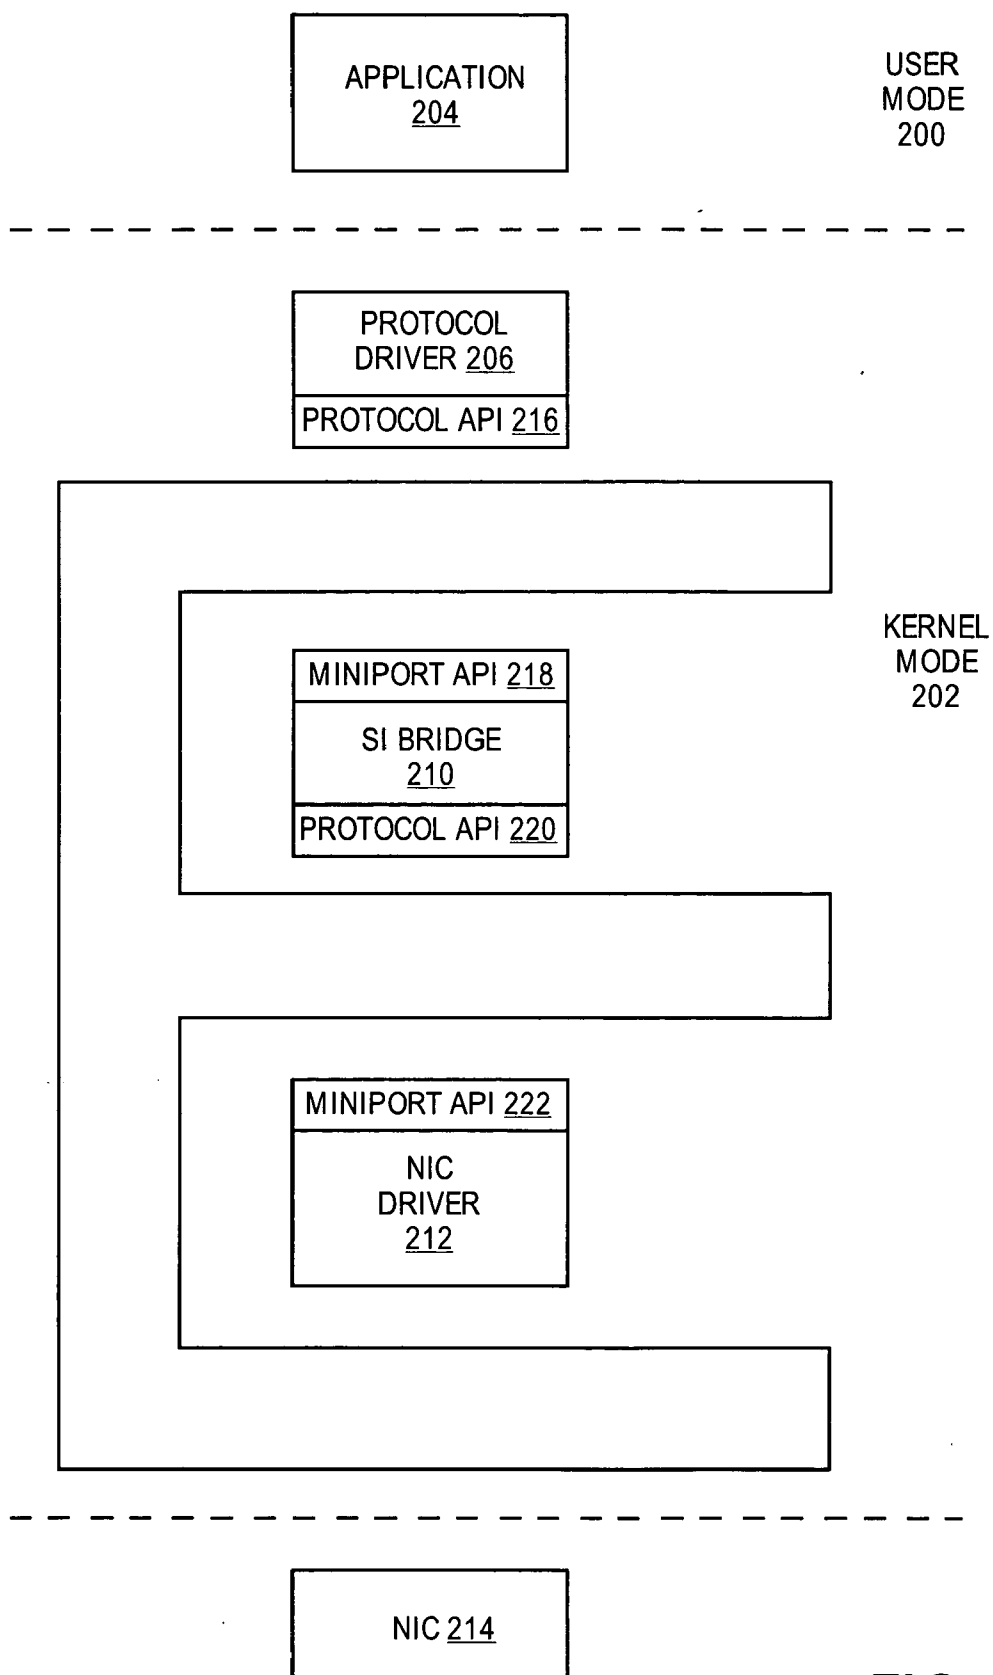 APPLICATION
204
USER
MODE
200
PROTOCOL
DRIVER 206
PROTOCOL API 216
KERNEL
MODE
202
MINIPORT API 218
SI BRIDGE
210
PROTOCOL API 220
MINIPORT API 222
NIC
DRIVER
212
NIC 214